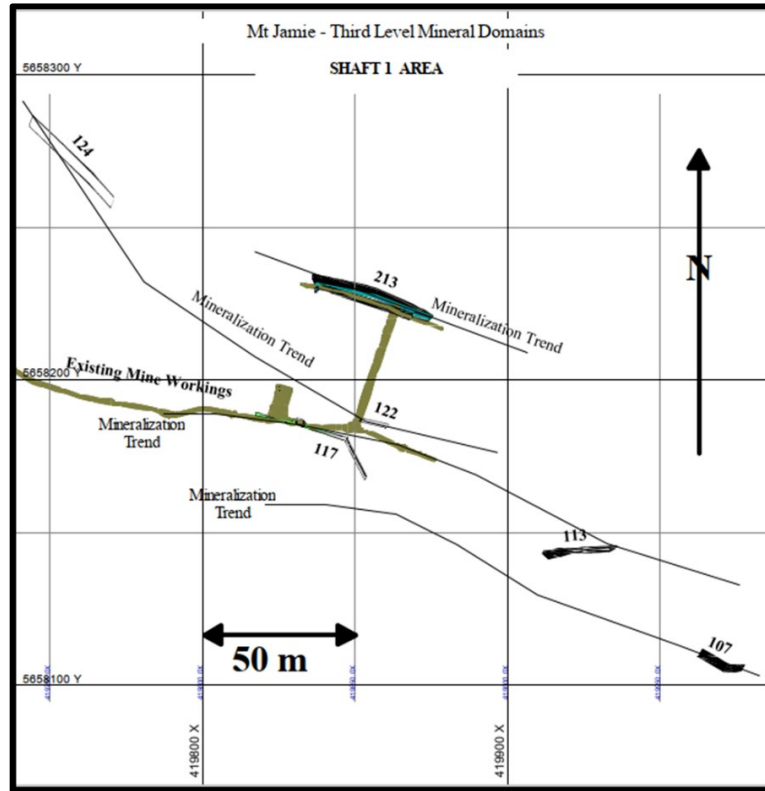 Mt Jamie - Third Level Mineral Domains
SHAFT 1 AREA
5658300 Y
124
N
213
Mineralization Trend
Mineralization Trend
Existing Mine Workings
5658200 Y
122
Mineralization
Trend
117
Mineralization
Trend
113
50 m
107
5658100 Y
419800 X
419900 X